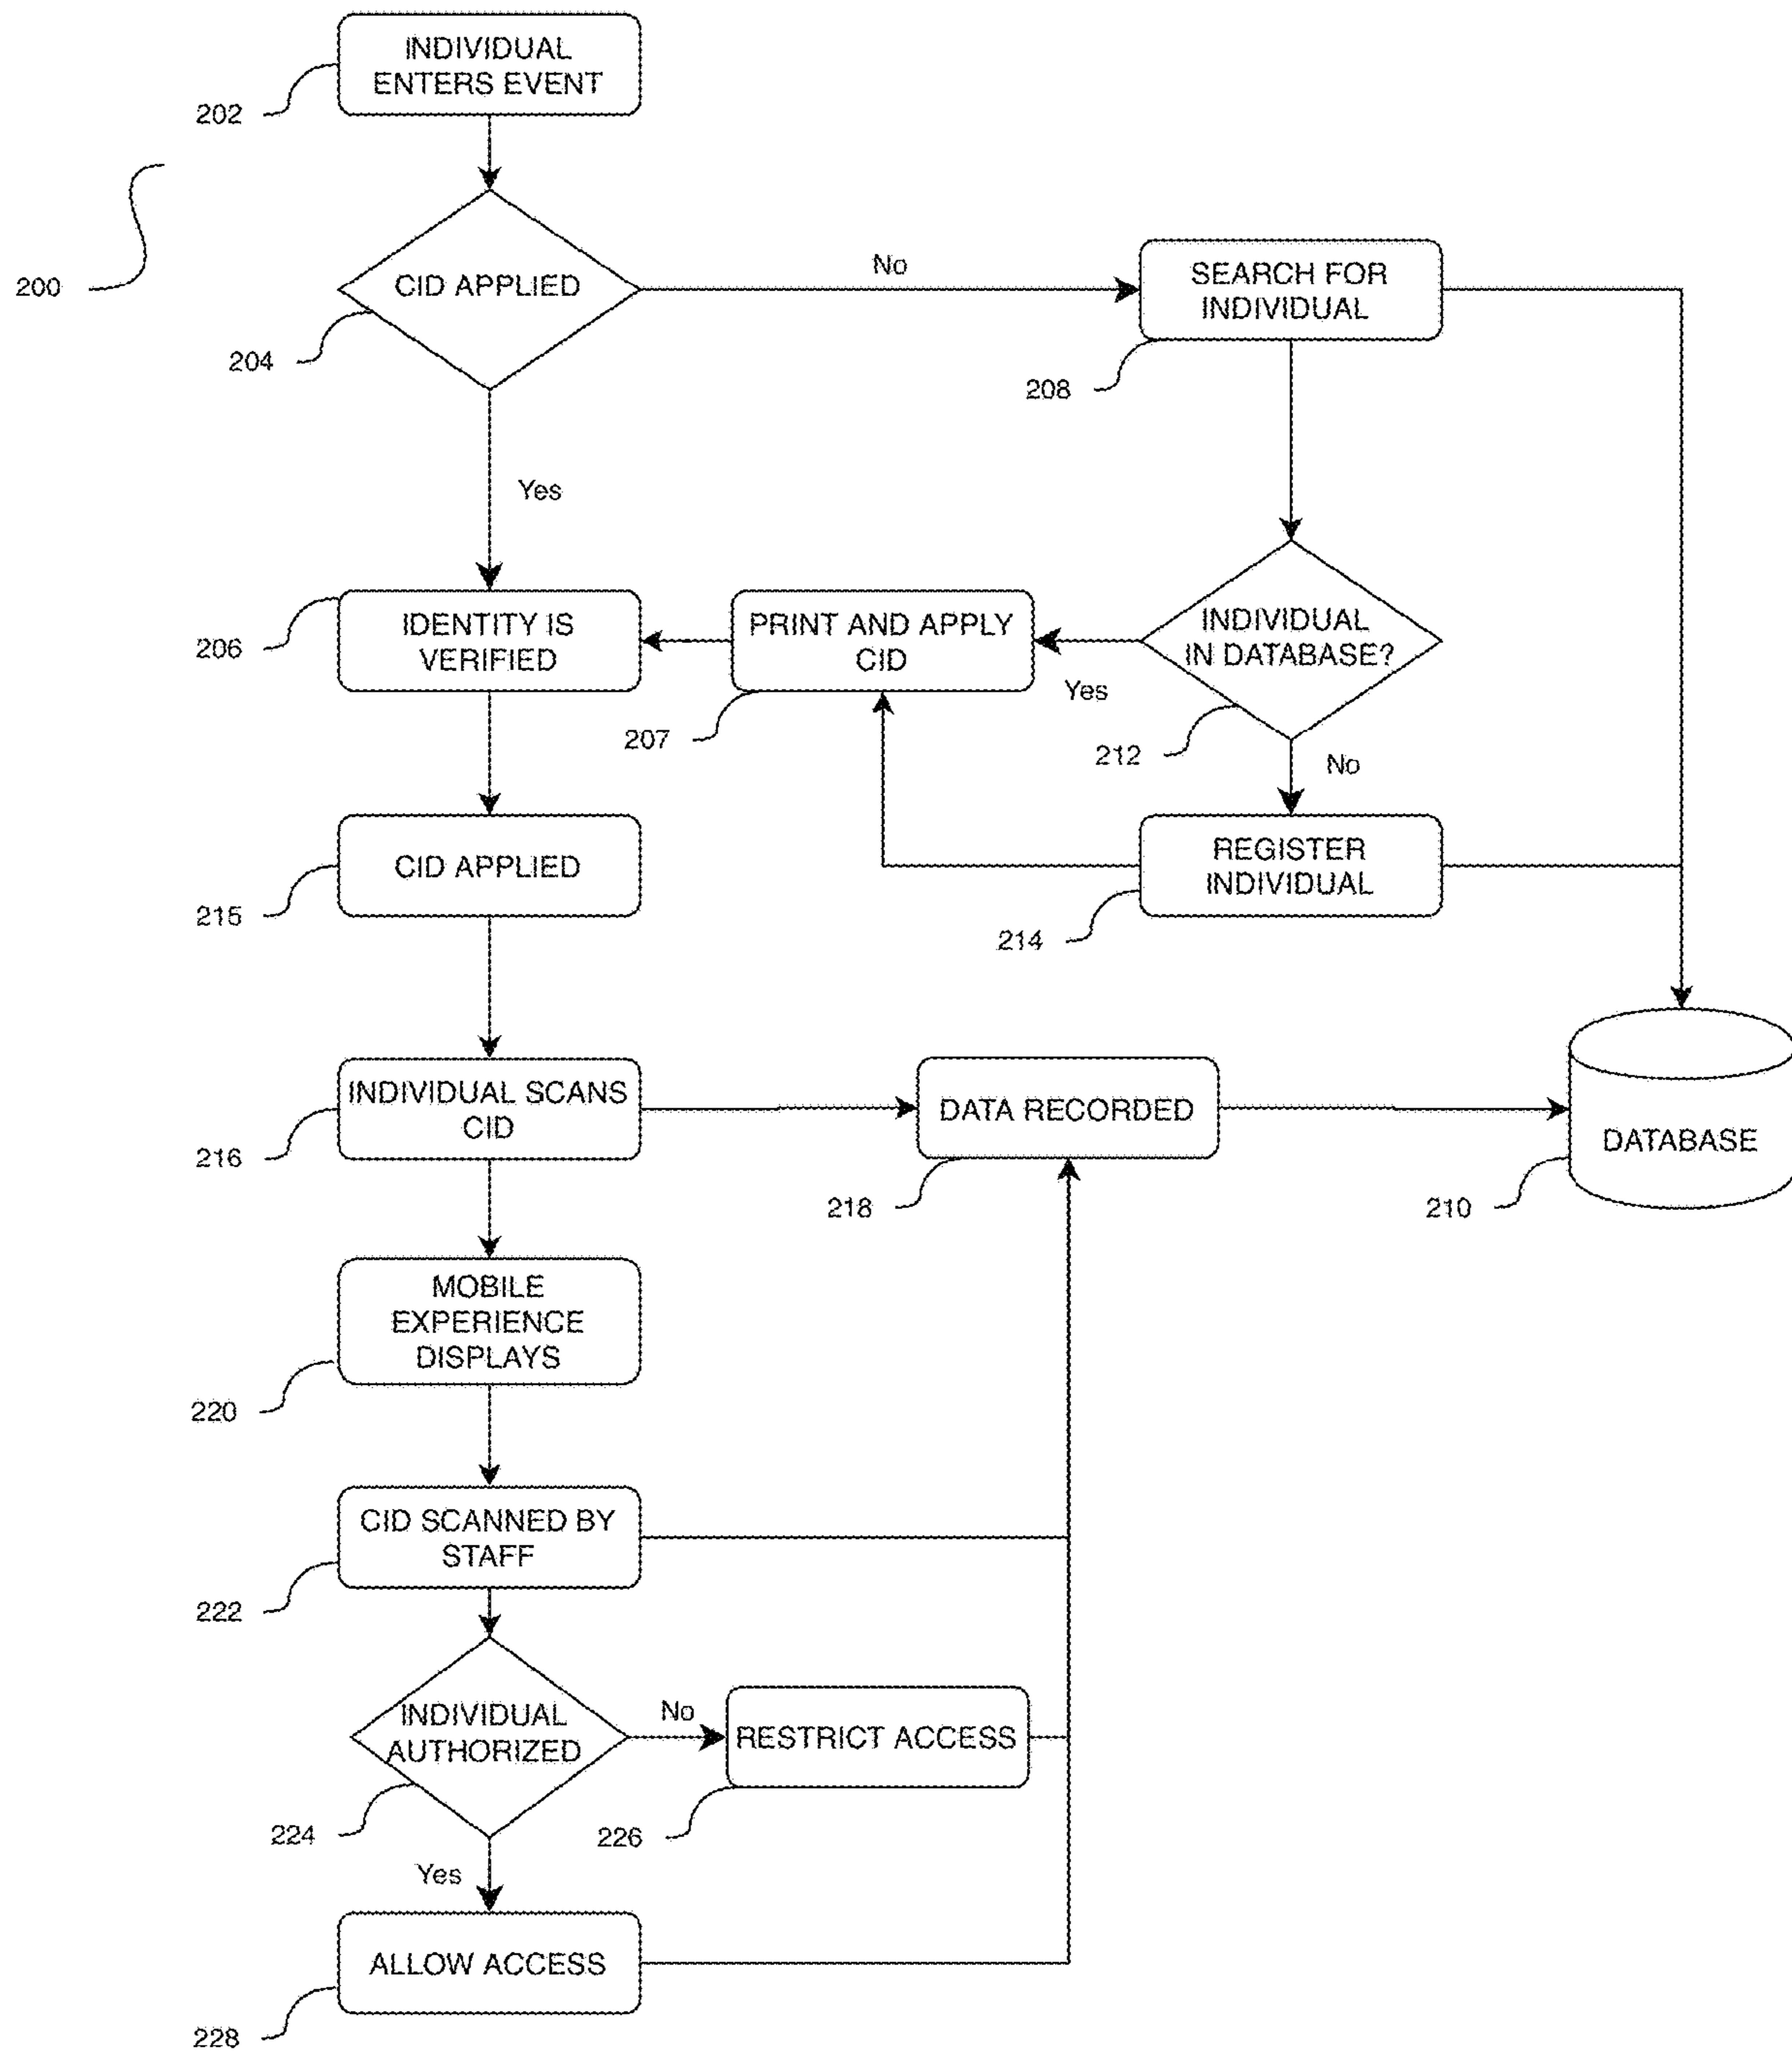 INDIVIDUAL
ENTERS EVENT
202
200
CID APPLIED
204
No
SEARCH FOR
INDIVIDUAL
208
Yes
IDENTITY IS
VERIFIED
206
PRINT AND APPLY
CID
207
Yes
INDIVIDUAL
IN DATABASE?
212
No
CID APPLIED
215
REGISTER
INDIVIDUAL
214
INDIVIDUAL SCANS
CID
216
DATA RECORDED
218
DATABASE
210
MOBILE
EXPERIENCE
DISPLAYS
220
CID SCANNED BY
STAFF
222
INDIVIDUAL
AUTHORIZED
224
No
RESTRICT ACCESS
226
Yes
ALLOW ACCESS
228